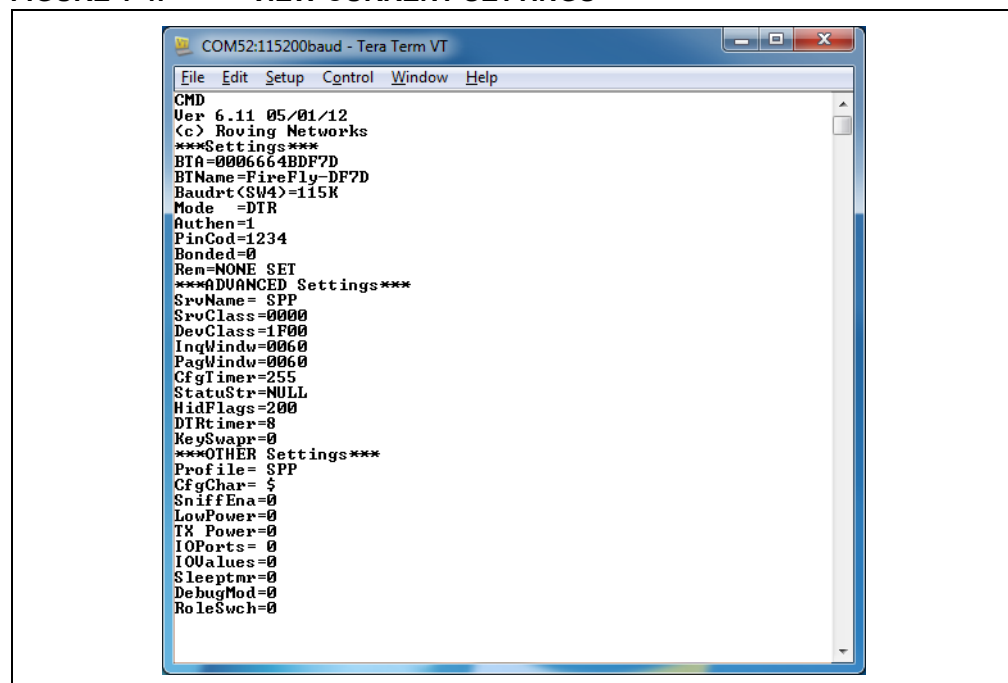 COM52:115200baud - Tera Term VT
File Edit Setup Control Window Help
CMD
Ver 6.11 05/01/12
(c) Roving Networks
***Settings***
BTA=0006664BDF7D
BTName=FireFly-DF7D
Baudrt(SW4)=115K
Mode  =DTR
Authen=1
PinCod=1234
Bonded=0
Rem=NONE SET
***ADVANCED Settings***
SrvName= SPP
SrvClass=0000
DevClass=1F00
InqWindw=0060
PagWindw=0060
CfgTimer=255
StatuStr=NULL
HidFlags=200
DTRtimer=8
KeySwapr=0
***OTHER Settings***
Profile= SPP
CfgChar= $
SniffEna=0
LowPower=0
TX Power=0
IOPorts= 0
IOValues=0
Sleeptmr=0
DebugMod=0
RoleSwch=0